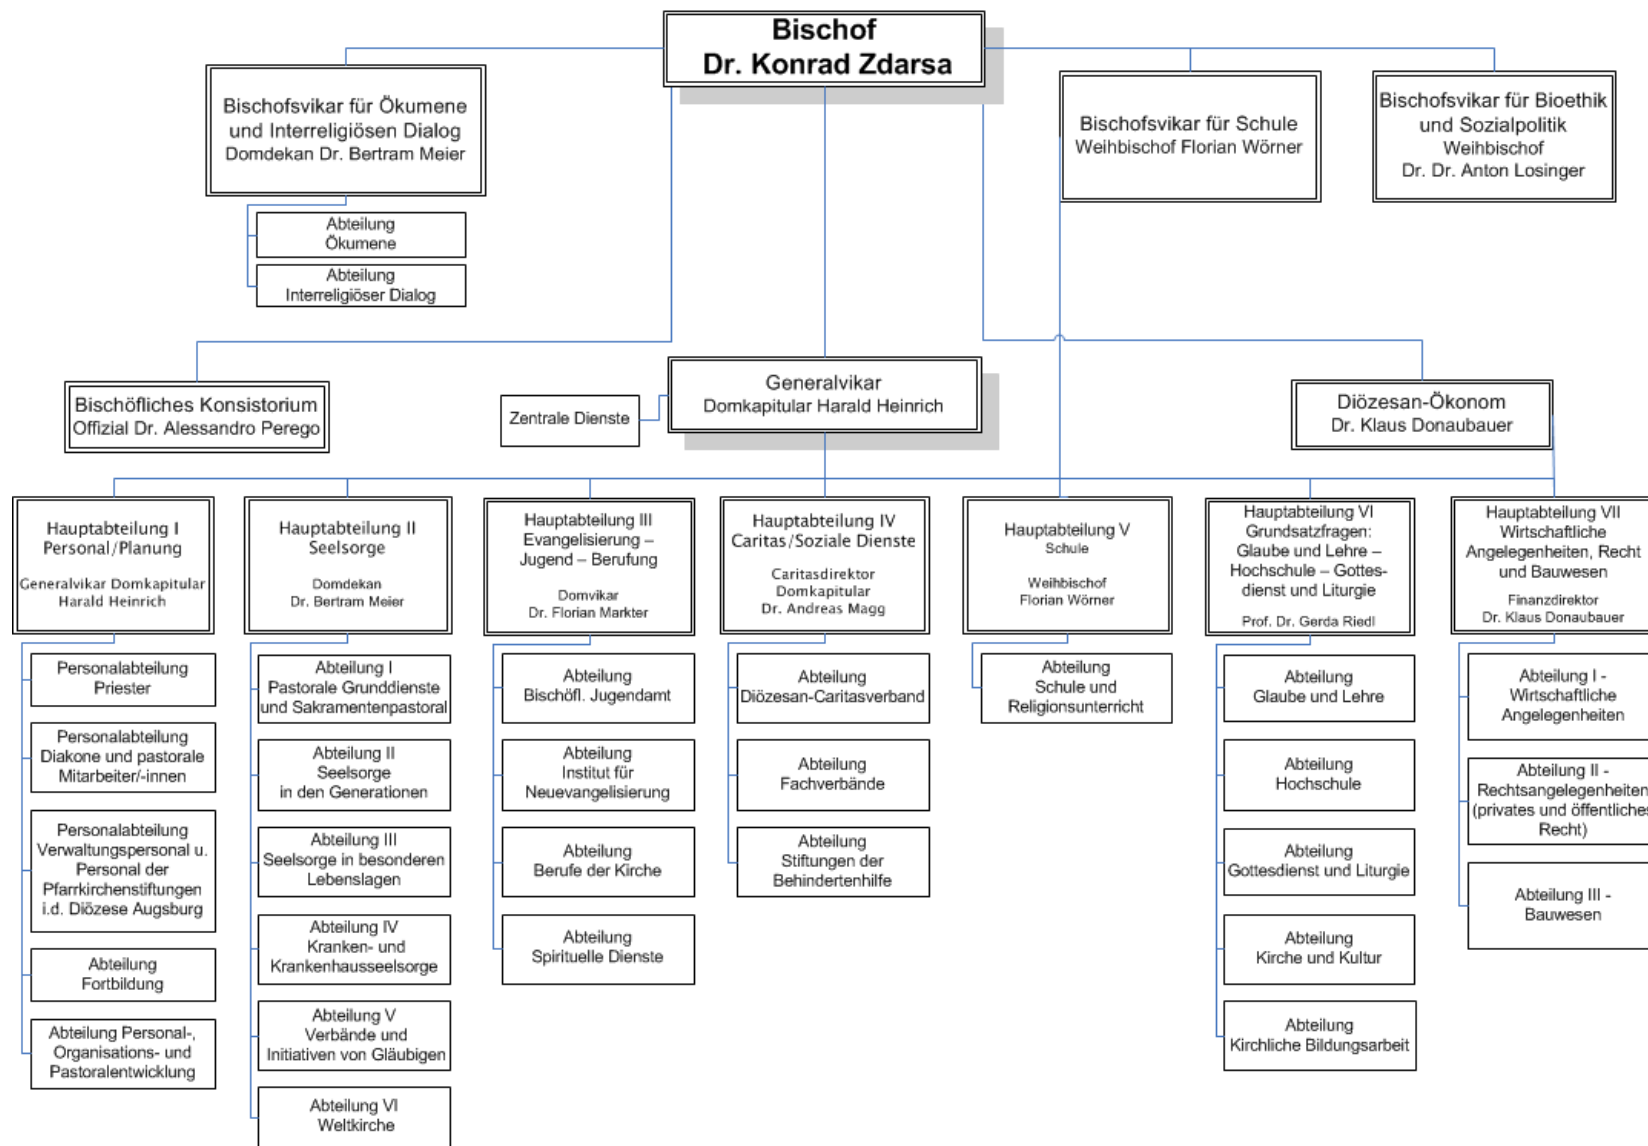 Bischof
Dr. Konrad Zdarsa
Bischofsvikar für Ökumene
und Interreligiösen Dialog
Domdekan Dr. Bertram Meier
Bischofsvikar für Schule
Weihbischof Florian Wörner
Bischofsvikar für Bioethik
und Sozialpolitik
Weihbischof
Dr. Dr. Anton Losinger
Abteilung
Ökumene
Abteilung
Interreligiöser Dialog
Bischöfliches Konsistorium
Offizial Dr. Alessandro Perego
Zentrale Dienste
Generalvikar
Domkapitular Harald Heinrich
Diözesan-Ökonom
Dr. Klaus Donaubauer
Hauptabteilung I
Personal/Planung
Generalvikar Domkapitular
Harald Heinrich
Personalabteilung
Priester
Personalabteilung
Diakone und pastorale
Mitarbeiter/-innen
Personalabteilung
Verwaltungspersonal u.
Personal der
Pfarrkirchenstiftungen
i.d. Diözese Augsburg
Abteilung
Fortbildung
Abteilung Personal-,
Organisations- und
Pastoralentwicklung
Hauptabteilung II
Seelsorge
Domdekan
Dr. Bertram Meier
Abteilung I
Pastorale Grunddienste
und Sakramentenpastoral
Abteilung II
Seelsorge
in den Generationen
Abteilung III
Seelsorge in besonderen
Lebenslagen
Abteilung IV
Kranken- und
Krankenhausseelsorge
Abteilung V
Verbände und
Initiativen von Gläubigen
Abteilung VI
Weltkirche
Hauptabteilung III
Evangelisierung –
Jugend – Berufung
Domvikar
Dr. Florian Markter
Abteilung
Bischöfl. Jugendamt
Abteilung
Institut für
Neuevangelisierung
Abteilung
Berufe der Kirche
Abteilung
Spirituelle Dienste
Hauptabteilung IV
Caritas/Soziale Dienste
Caritasdirektor
Domkapitular
Dr. Andreas Magg
Abteilung
Diözesan-Caritasverband
Abteilung
Fachverbände
Abteilung
Stiftungen der
Behindertenhilfe
Hauptabteilung V
Schule
Weihbischof
Florian Wörner
Abteilung
Schule und
Religionsunterricht
Hauptabteilung VI
Grundsatzfragen:
Glaube und Lehre –
Hochschule – Gottes-
dienst und Liturgie
Prof. Dr. Gerda Riedl
Abteilung
Glaube und Lehre
Abteilung
Hochschule
Abteilung
Gottesdienst und Liturgie
Abteilung
Kirche und Kultur
Abteilung
Kirchliche Bildungsarbeit
Hauptabteilung VII
Wirtschaftliche
Angelegenheiten, Recht
und Bauwesen
Finanzdirektor
Dr. Klaus Donaubauer
Abteilung I -
Wirtschaftliche
Angelegenheiten
Abteilung II -
Rechtsangelegenheiten
(privates und öffentliches
Recht)
Abteilung III -
Bauwesen